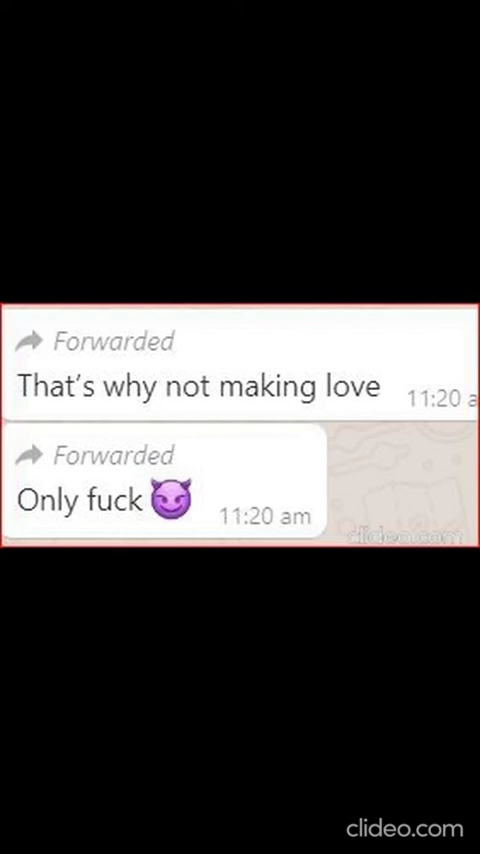 Forwarded
That's why not making love
11:20 a
Forwarded
Only fuck 😈
11:20 am
clideo.com
clideo.com